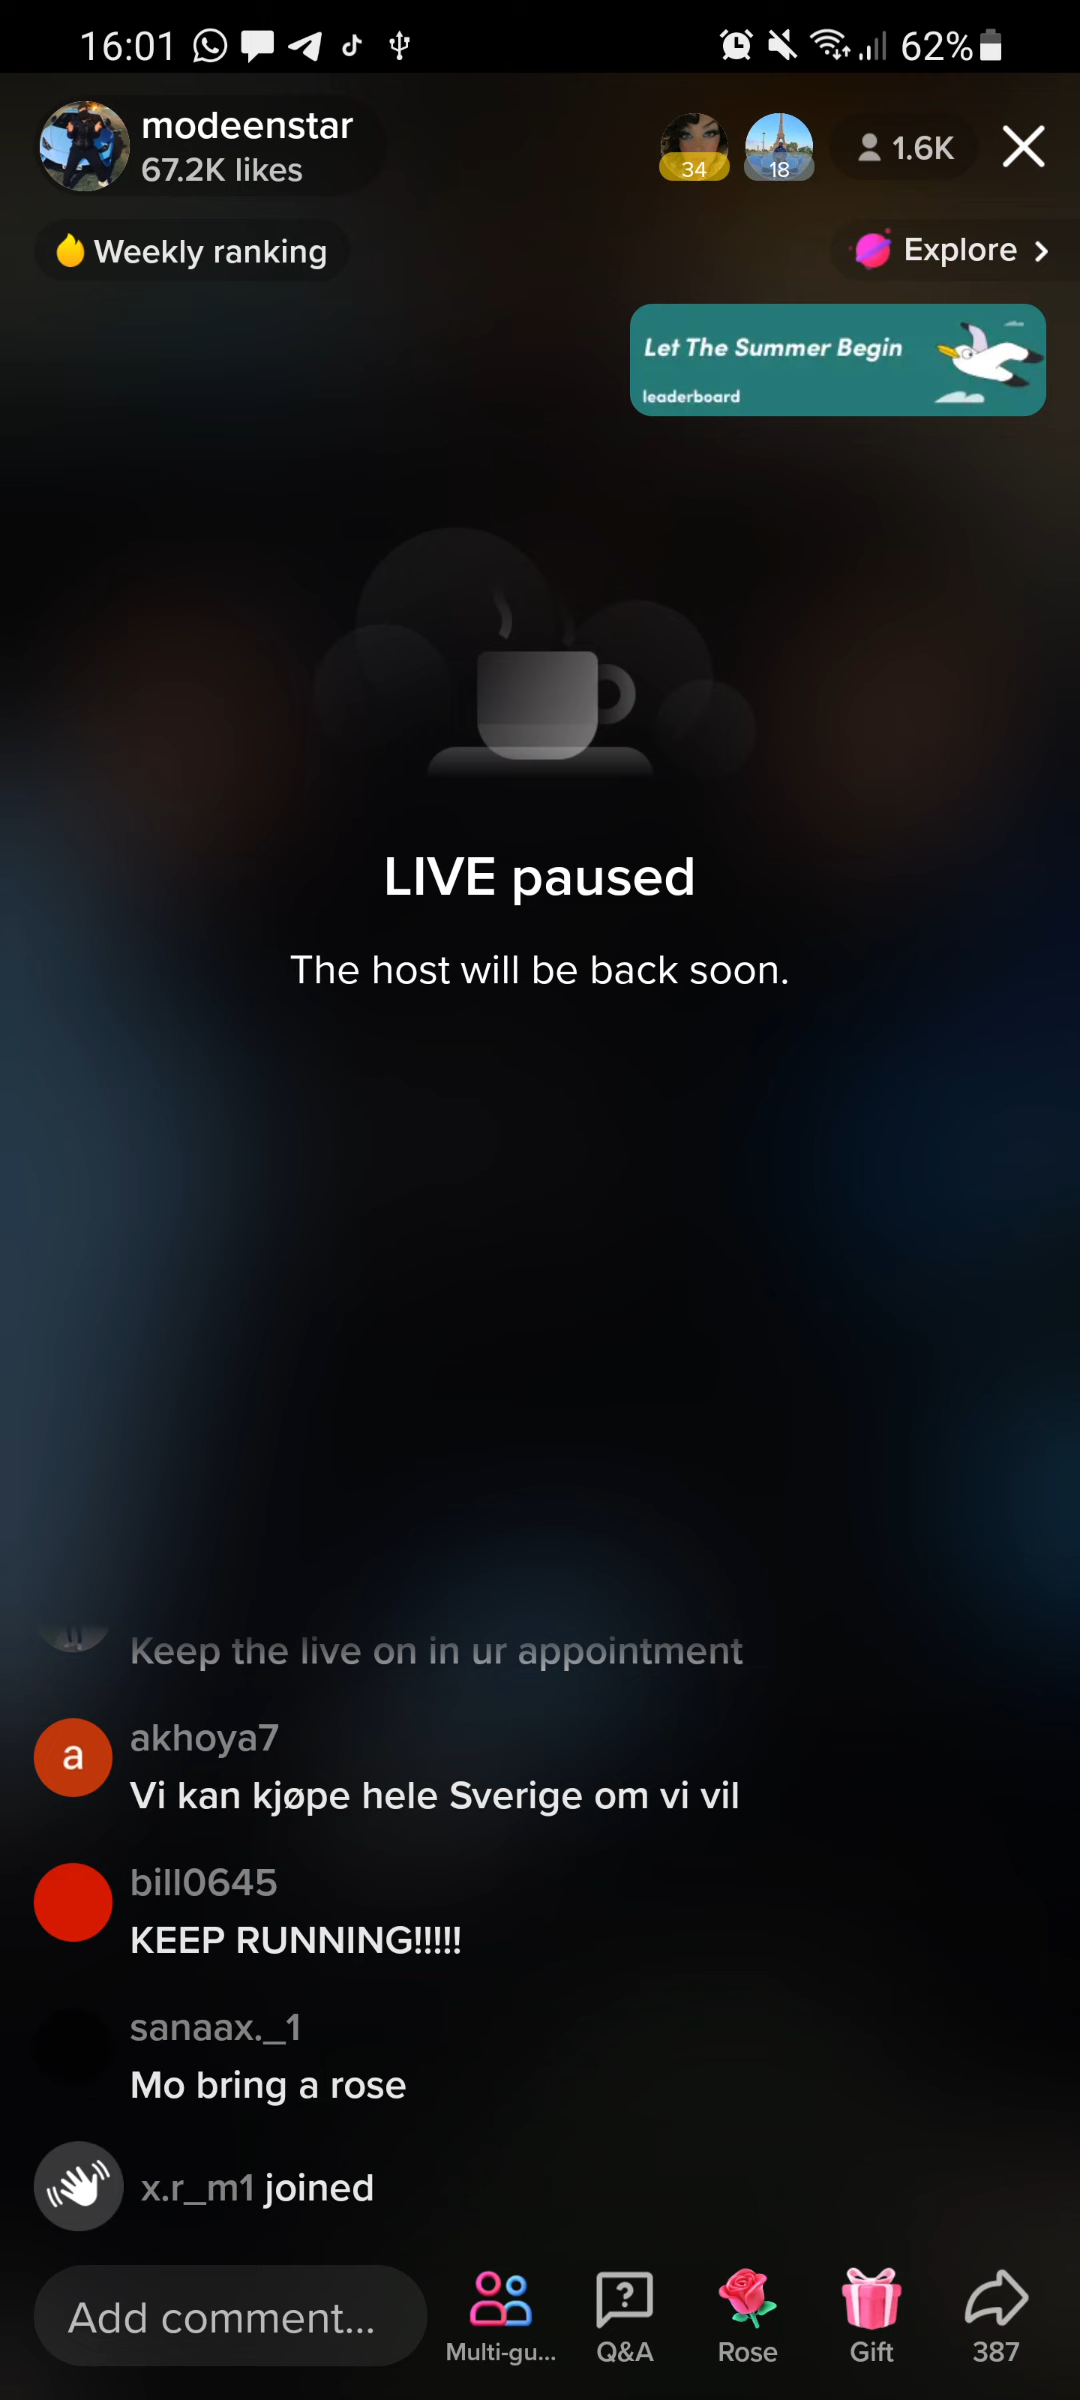 16:01
62%
modeenstar
67.2K likes
34
18
1.6K
Weekly ranking
Explore
Let The Summer Begin
leaderboard
LIVE paused
The host will be back soon.
Keep the live on in ur appointment
a
akhoya7
Vi kan kjøpe hele Sverige om vi vil
bill0645
KEEP RUNNING!!!!!
sanaax._1
Mo bring a rose
x.r_m1 joined
Add comment...
Multi-gu...
Q&A
Rose
Gift
387